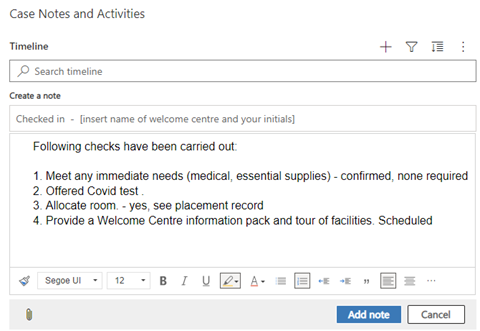 Case Notes and Activities
Timeline
Search timeline
Create a note
Checked in  -  [insert name of welcome centre and your initials]
Following checks have been carried out:
1. Meet any immediate needs (medical, essential supplies) - confirmed, none required
2. Offered Covid test .
3. Allocate room. - yes, see placement record
4. Provide a Welcome Centre information pack and tour of facilities. Scheduled
Segoe UI 12 B I U A
Add note Cancel